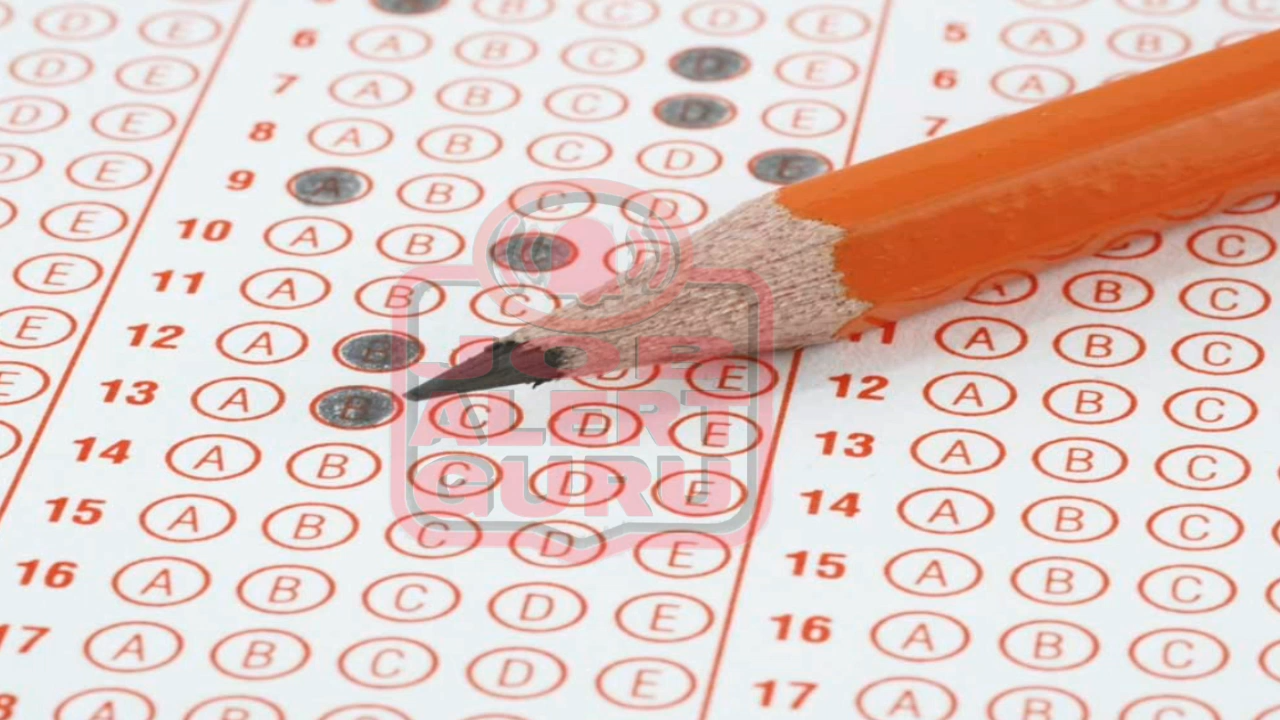 D E
6 A B C D E
7 A B C D E
8 A B C D E
9 A B C D
10 A B C D
11 A B C
12 A B D E
13 A B C D E
14 A B C D E
15 A B C D E
16 A B C D E
17 A B C D E
A B C D E
5 A B
6 A
7
C
A B C
11 A B C
12 A B C
13 A B C
14 A B C
15 A B C
16 A B C
17 A B C
JOB
ALERT
GURU